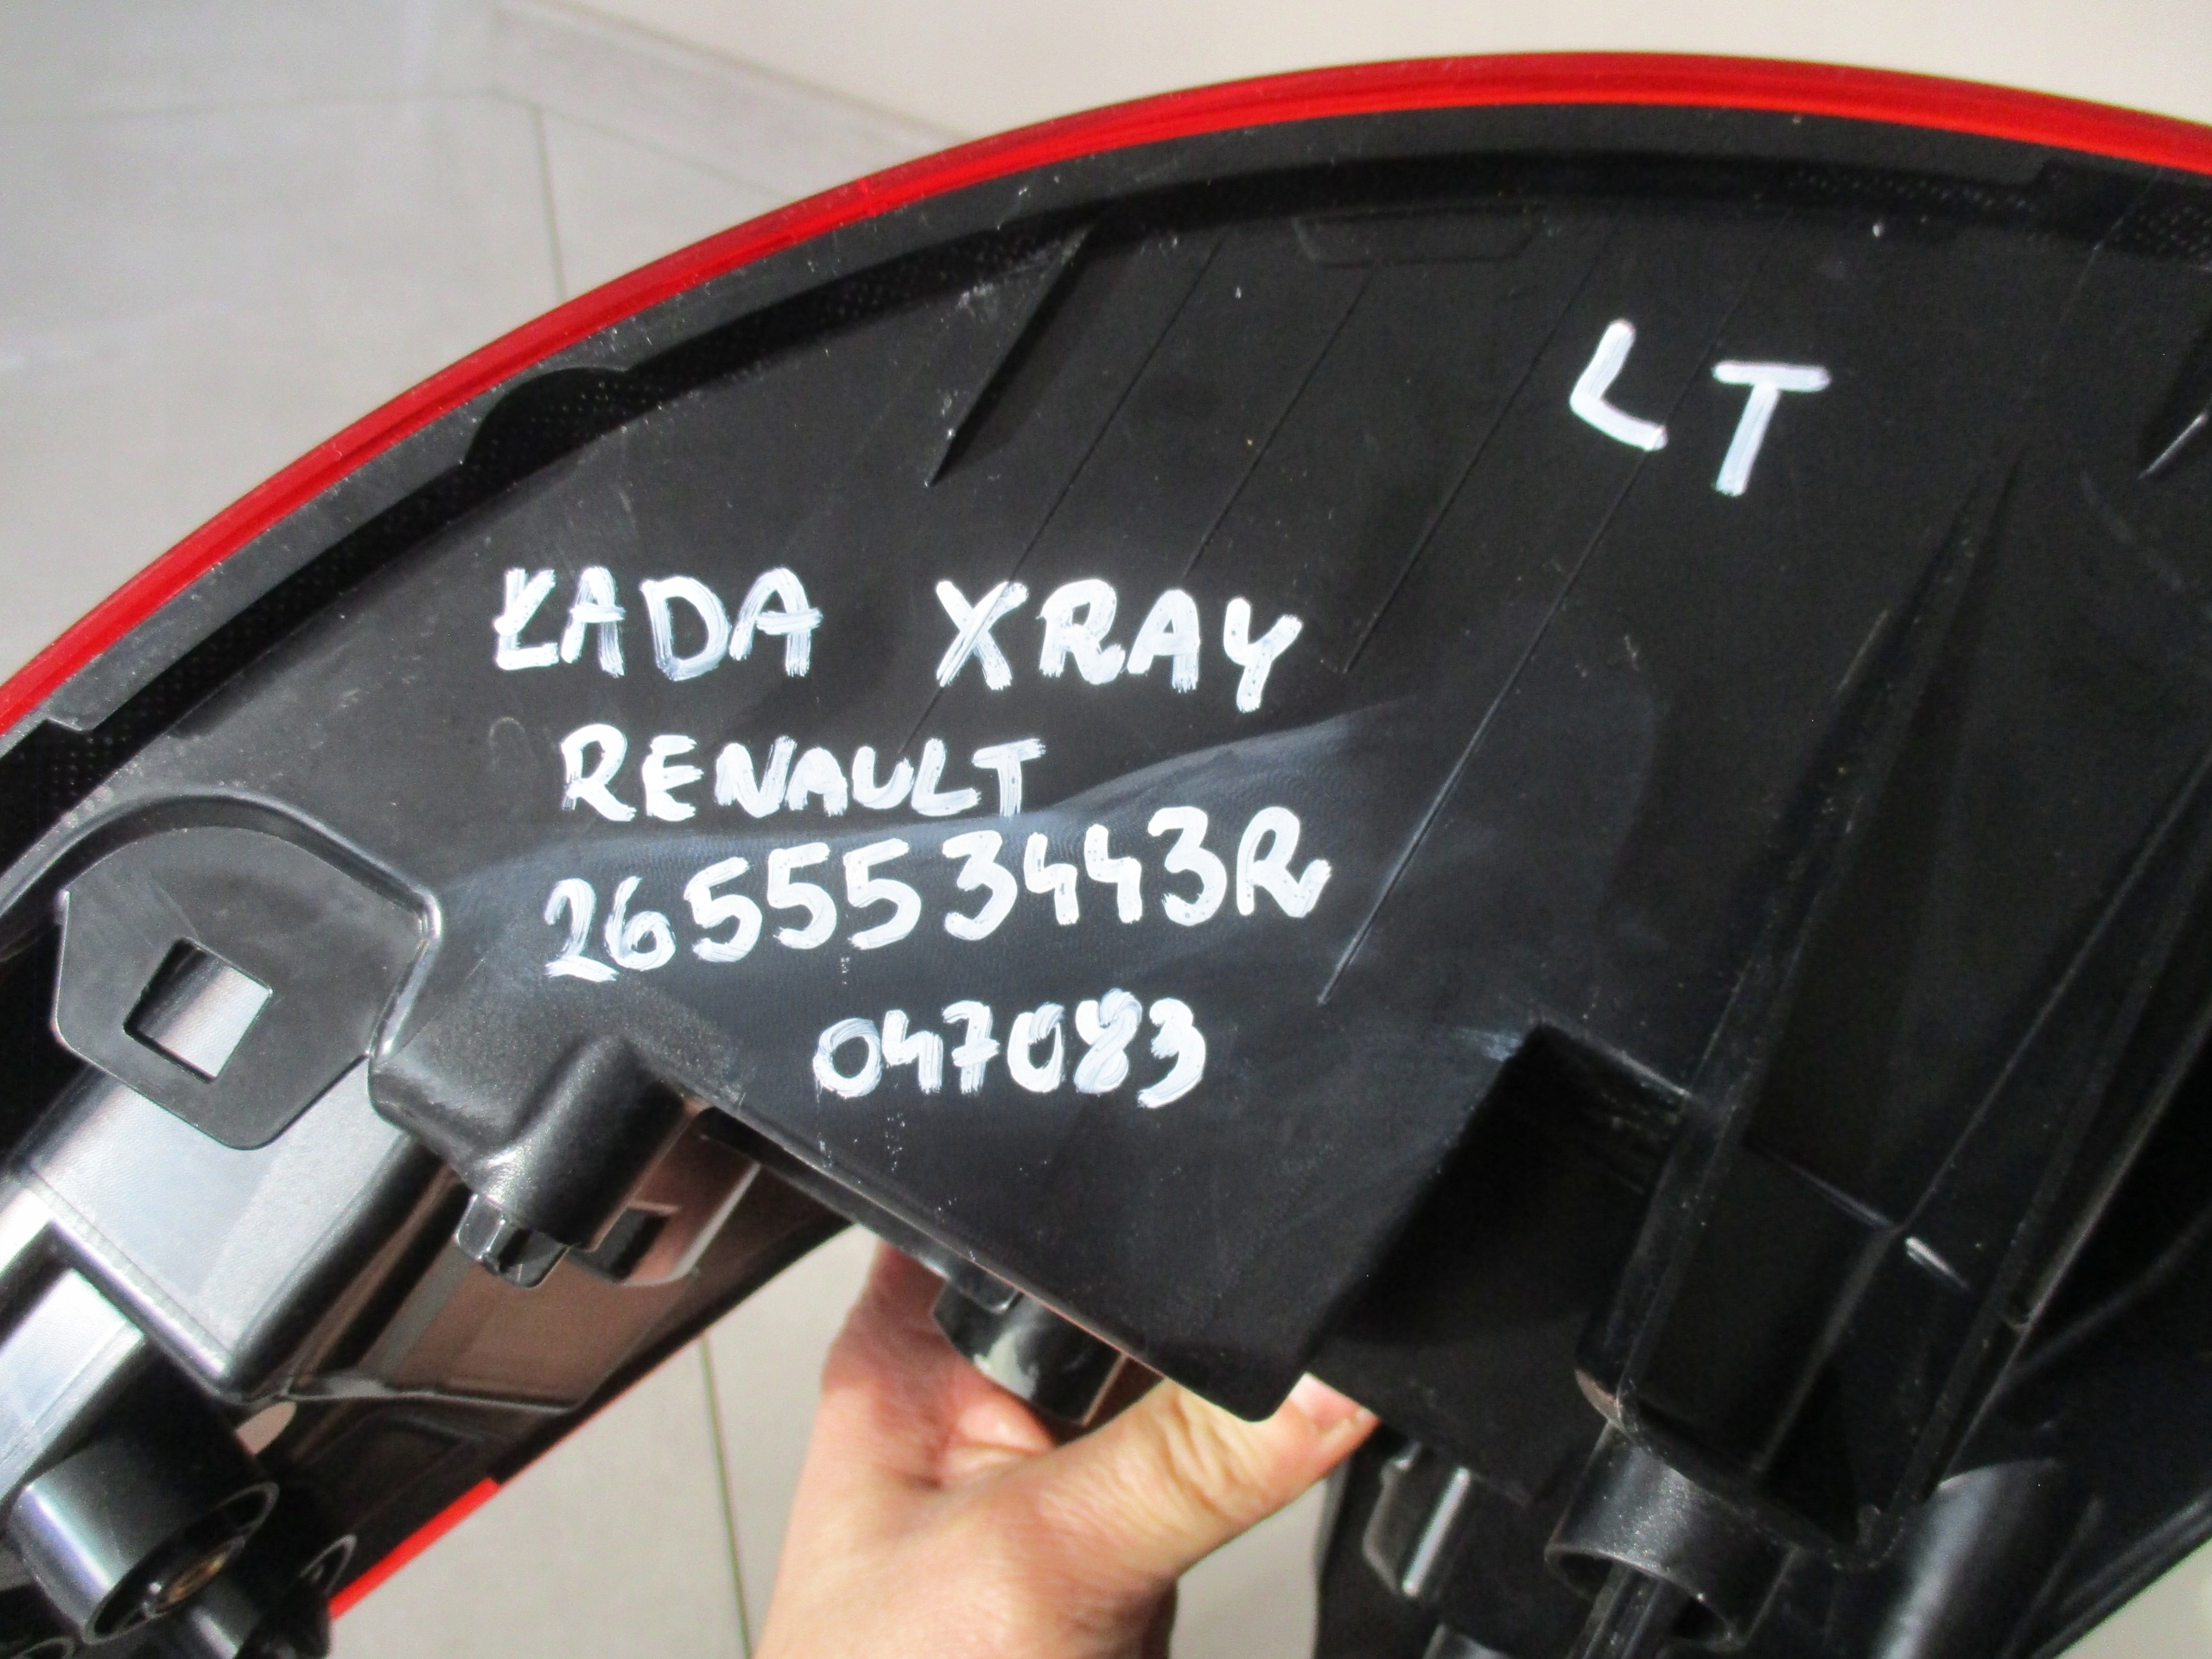 LT
ŁADA XRAY
RENAULT
265553443R
047083